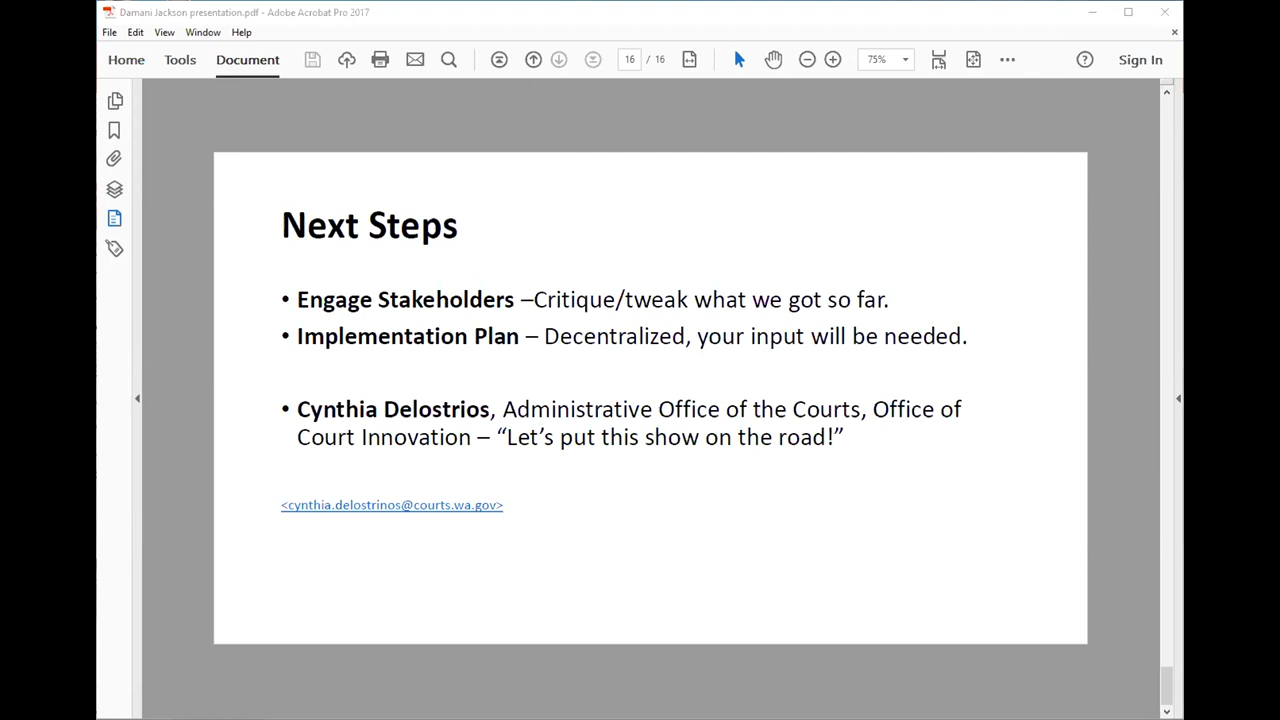 Damani Jackson presentation.pdf - Adobe Acrobat Pro 2017
File Edit View Window Help
Home Tools Document 16 / 16 75% Sign In
Next Steps
• Engage Stakeholders –Critique/tweak what we got so far.
• Implementation Plan – Decentralized, your input will be needed.
• Cynthia Delostrios, Administrative Office of the Courts, Office of
Court Innovation – “Let’s put this show on the road!”
<cynthia.delostrinos@courts.wa.gov>